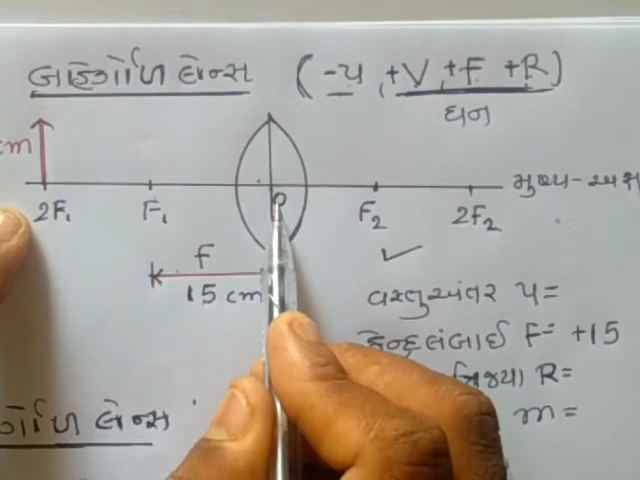 બહિર્ગોળ લેન્સ (-u, +V, +F +R)
ધન
cm
2F₁ F₁ P F₂ 2F₂ મુખ્ય-અક્ષ
f
15 cm
વસ્તુઅંતર u=
કેન્દ્રલંબાઈ F= +15
ત્રિજ્યા R=
m=
લેન્સ